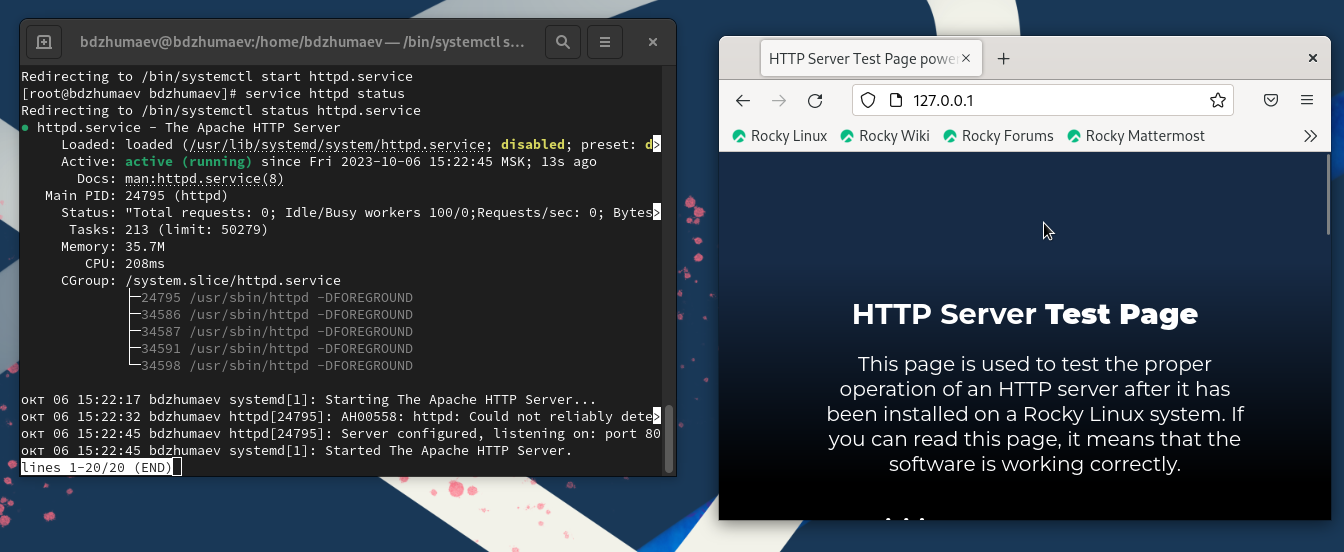 bdzhumaev@bdzhumaev:/home/bdzhumaev — /bin/systemctl s…
Redirecting to /bin/systemctl start httpd.service
[root@bdzhumaev bdzhumaev]# service httpd status
Redirecting to /bin/systemctl status httpd.service
● httpd.service - The Apache HTTP Server
Loaded: loaded (/usr/lib/systemd/system/httpd.service; disabled; preset: d>
Active: active (running) since Fri 2023-10-06 15:22:45 MSK; 13s ago
Docs: man:httpd.service(8)
Main PID: 24795 (httpd)
Status: "Total requests: 0; Idle/Busy workers 100/0;Requests/sec: 0; Bytes>
Tasks: 213 (limit: 50279)
Memory: 35.7M
CPU: 208ms
CGroup: /system.slice/httpd.service
├─24795 /usr/sbin/httpd -DFOREGROUND
├─34586 /usr/sbin/httpd -DFOREGROUND
├─34587 /usr/sbin/httpd -DFOREGROUND
├─34591 /usr/sbin/httpd -DFOREGROUND
└─34598 /usr/sbin/httpd -DFOREGROUND
окт 06 15:22:17 bdzhumaev systemd[1]: Starting The Apache HTTP Server...
окт 06 15:22:32 bdzhumaev httpd[24795]: AH00558: httpd: Could not reliably dete>
окт 06 15:22:45 bdzhumaev httpd[24795]: Server configured, listening on: port 80
окт 06 15:22:45 bdzhumaev systemd[1]: Started The Apache HTTP Server.
lines 1-20/20 (END)
HTTP Server Test Page powe
127.0.0.1
Rocky Linux Rocky Wiki Rocky Forums Rocky Mattermost
HTTP Server Test Page
This page is used to test the proper
operation of an HTTP server after it has
been installed on a Rocky Linux system. If
you can read this page, it means that the
software is working correctly.